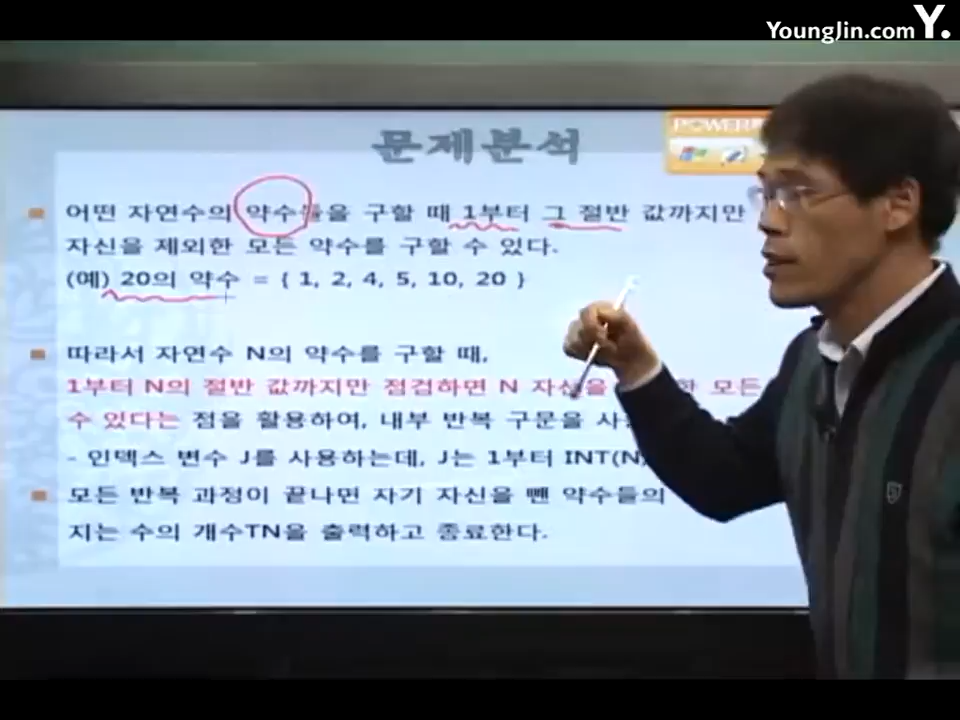 YoungJin.com Y.
문제분석
어떤 자연수의 약수들을 구할 때 1부터 그 절반 값까지만
자신을 제외한 모든 약수를 구할 수 있다.
(예) 20의 약수 = { 1, 2, 4, 5, 10, 20 }
따라서 자연수 N의 약수를 구할 때,
1부터 N의 절반 값까지만 점검하면 N 자신을 모든
수 있다는 점을 활용하여, 내부 반복 구문을
- 인덱스 변수 J를 사용하는데, J는 1부터 INT(N
모든 반복 과정이 끝나면 자기 자신을 뺀 약수들의
지는 수의 개수TN을 출력하고 종료한다.